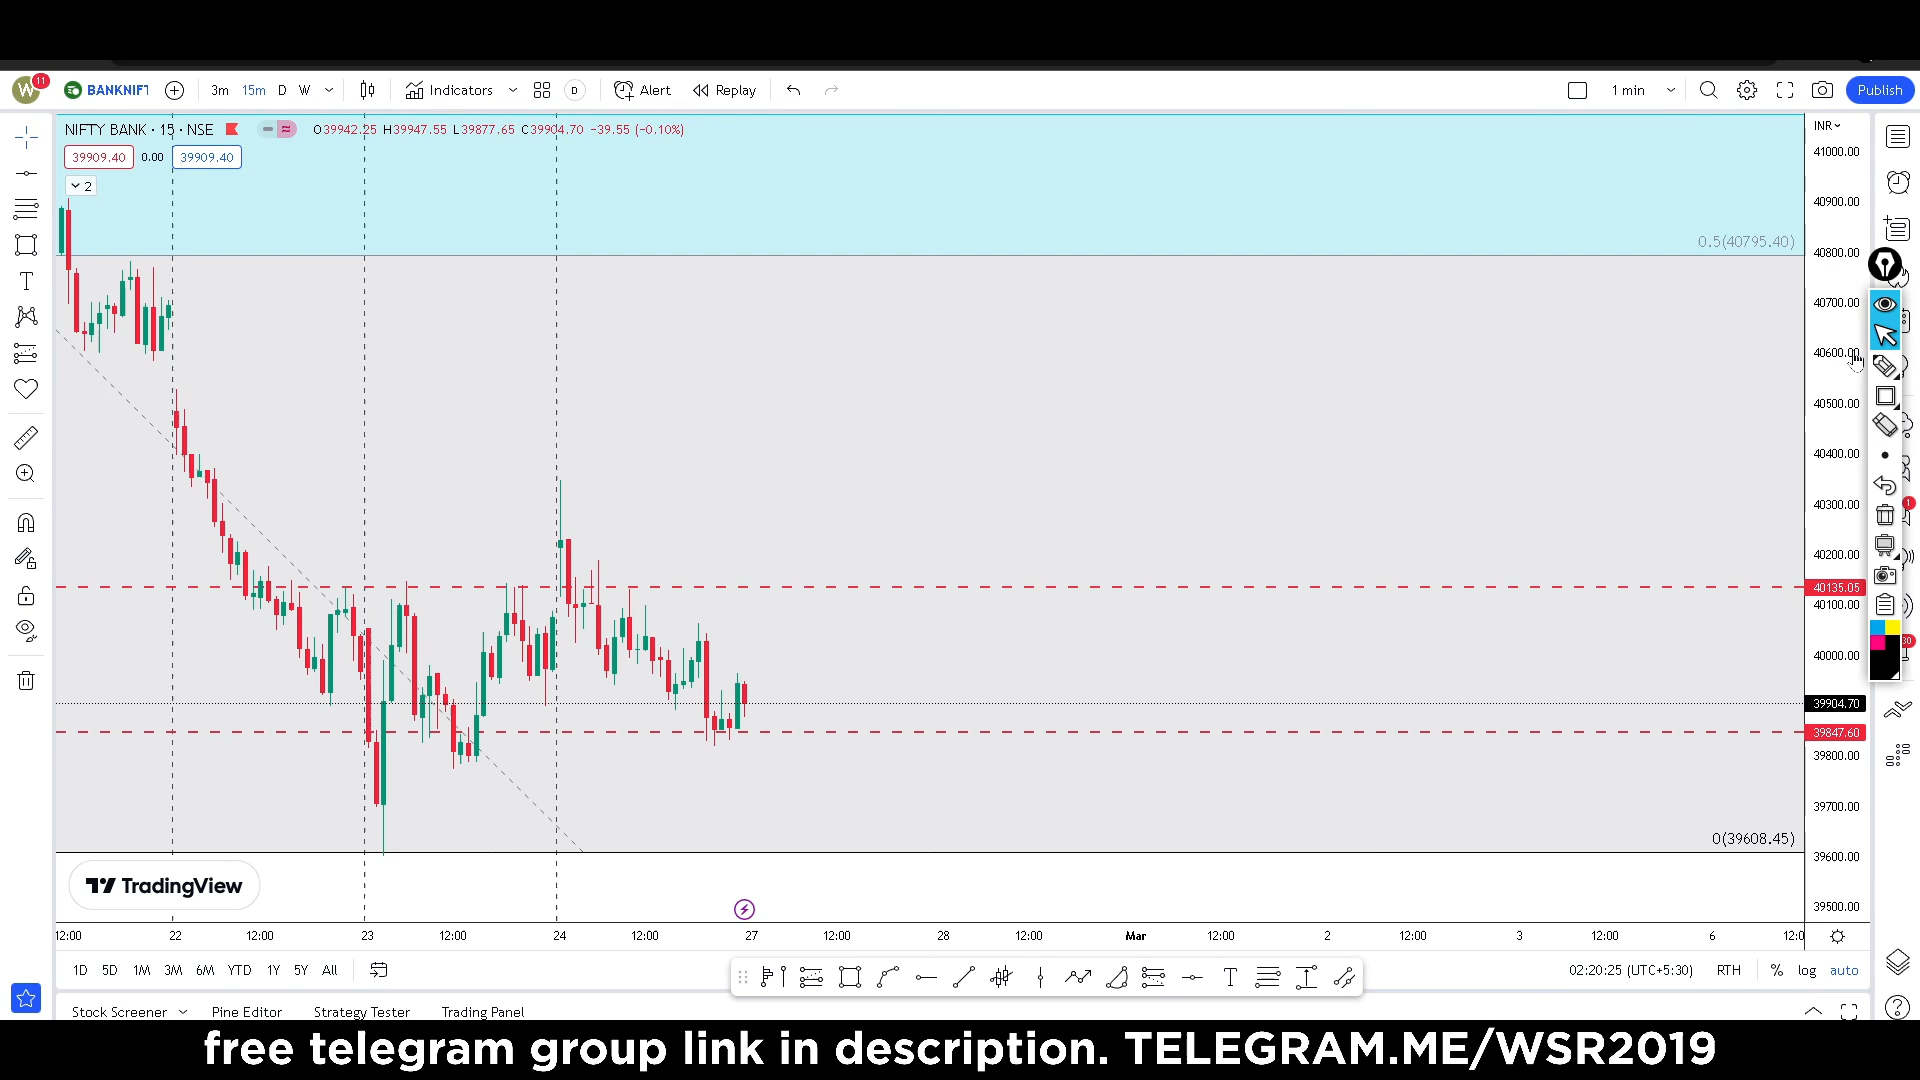 W 11 BANKNIFT 3m 15m D W Indicators D Alert Replay 1 min Publish
NIFTY BANK · 15 · NSE O39942.25 H39947.55 L39877.65 C39904.70 −39.55 (−0.10%)
INR
39909.40 0.00 39909.40
2
41000.00
40900.00
0.5(40795.40)
40800.00
40700.00
40600.00
40500.00
40400.00
40300.00
40200.00
40135.05
40100.00
40000.00
39904.70
39847.60
39800.00
39700.00
0(39608.45)
39600.00
39500.00
1
30
TradingView
12:00 22 12:00 23 12:00 24 12:00 27 12:00 28 12:00 Mar 12:00 2 12:00 3 12:00 6 12:0
1D 5D 1M 3M 6M YTD 1Y 5Y All 02:20:25 (UTC+5:30) RTH % log auto
T
Stock Screener Pine Editor Strategy Tester Trading Panel
free telegram group link in description. TELEGRAM.ME/WSR2019